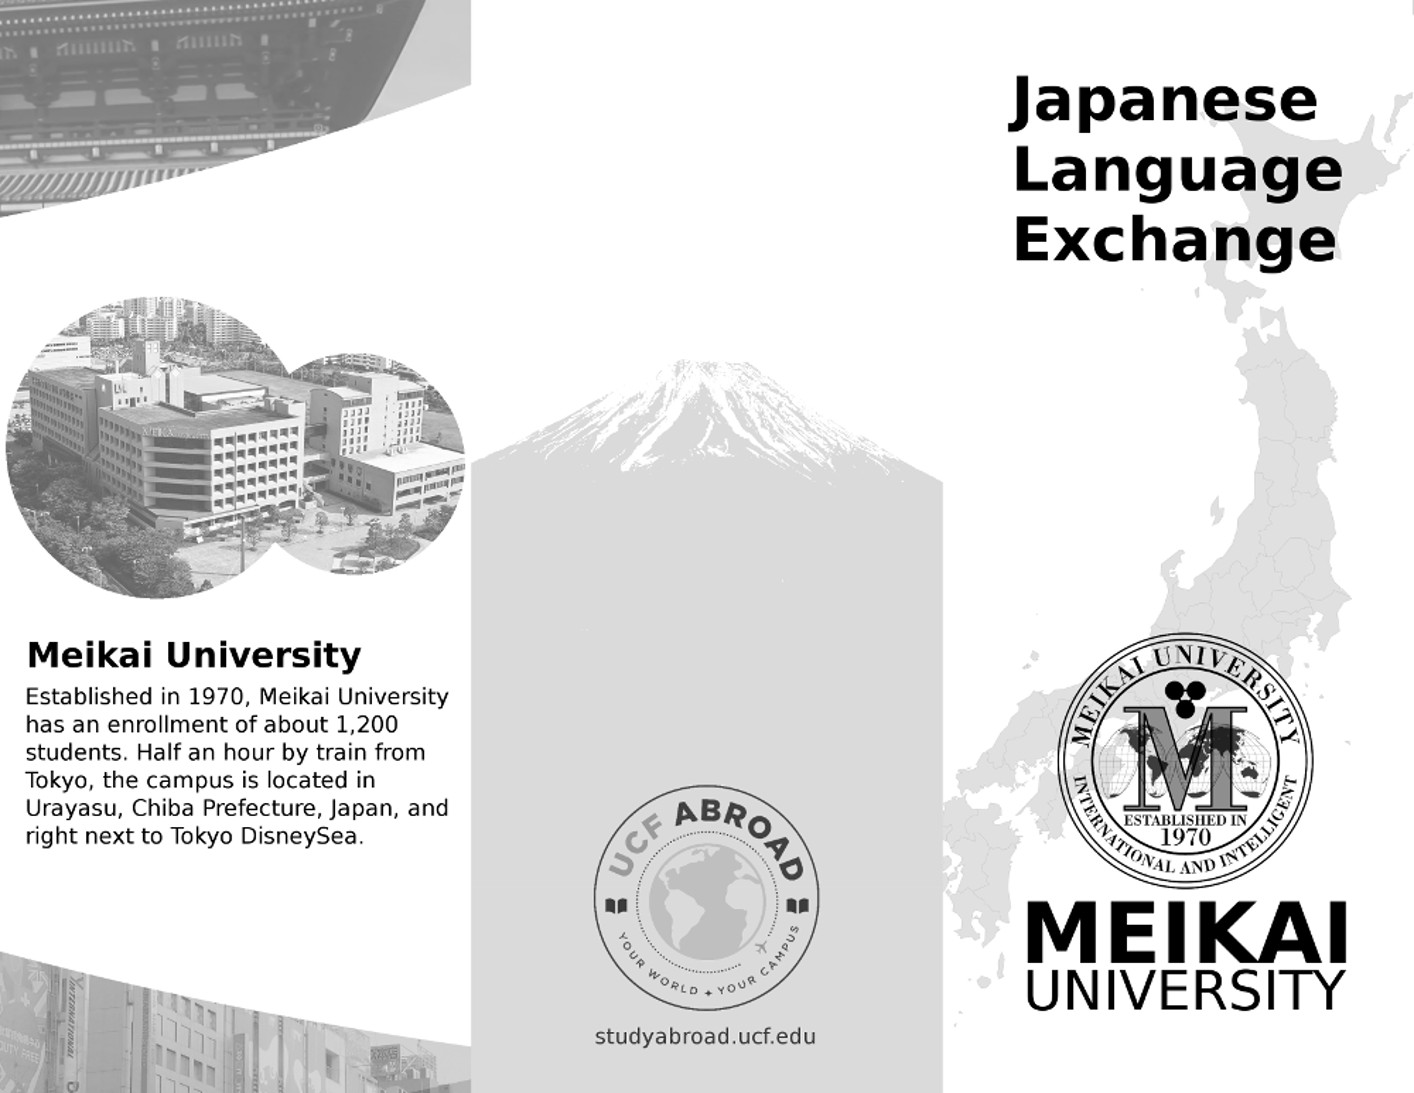 Meikai University
Established in 1970, Meikai University
has an enrollment of about 1,200
students. Half an hour by train from
Tokyo, the campus is located in
Urayasu, Chiba Prefecture, Japan, and
right next to Tokyo DisneySea.
INTERNATIONAL
DUTY FREE
UCF ABROAD
YOUR WORLD + YOUR CAMPUS
studyabroad.ucf.edu
Japanese
Language
Exchange
MEIKAI UNIVERSITY
M
ESTABLISHED IN
1970
INTERNATIONAL AND INTELLIGENT
MEIKAI
UNIVERSITY